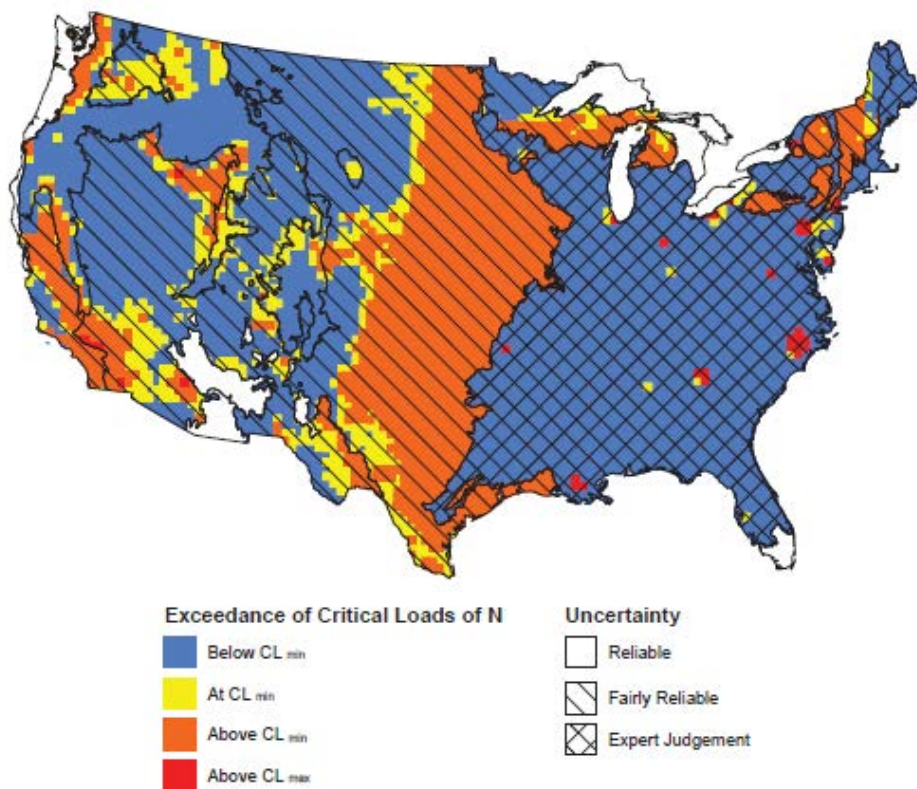 Exceedance of Critical Loads of N
Below CL min
At CL min
Above CL min
Above CL max
Uncertainty
Reliable
Fairly Reliable
Expert Judgement